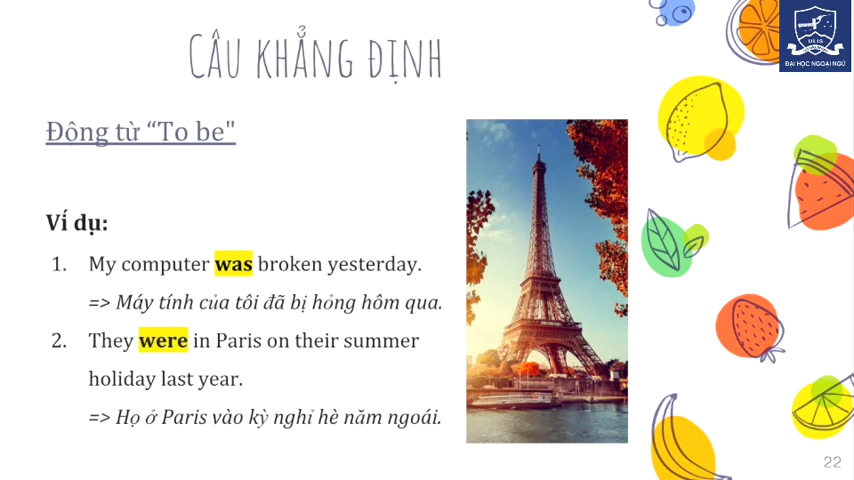 CÂU KHẲNG ĐỊNH
ULIS
ĐẠI HỌC NGOẠI NGỮ
Đông từ “To be"
Ví dụ:
1. My computer was broken yesterday.
=> Máy tính của tôi đã bị hỏng hôm qua.
2. They were in Paris on their summer
holiday last year.
=> Họ ở Paris vào kỳ nghỉ hè năm ngoái.
22